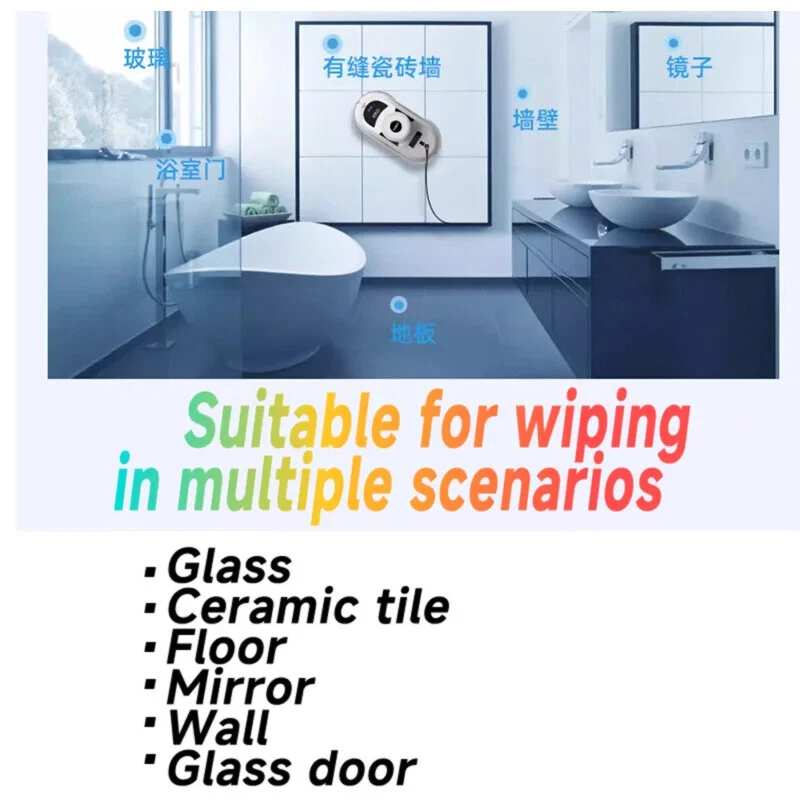 玻璃
有缝瓷砖墙
镜子
墙壁
浴室门
地板
Suitable for wiping
in multiple scenarios
▪ Glass
▪ Ceramic tile
▪ Floor
▪ Mirror
▪ Wall
▪ Glass door